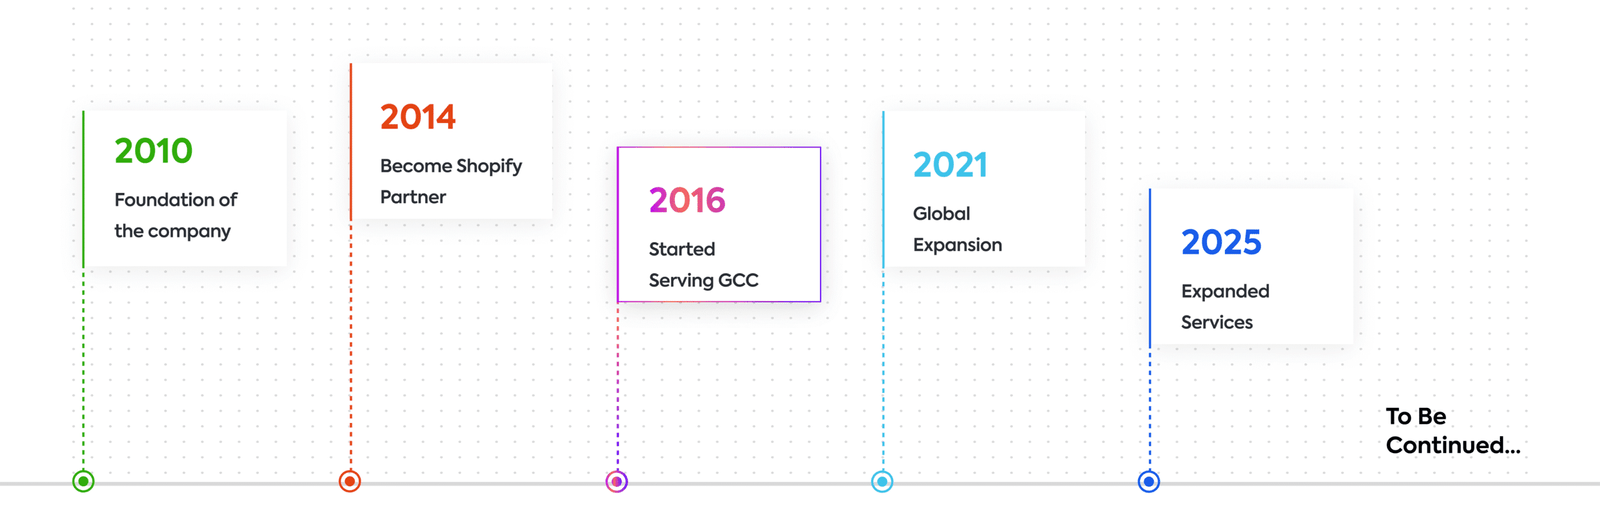 2010
Foundation of
the company
2014
Become Shopify
Partner
2016
Started
Serving GCC
2021
Global
Expansion
2025
Expanded
Services
To Be
Continued...